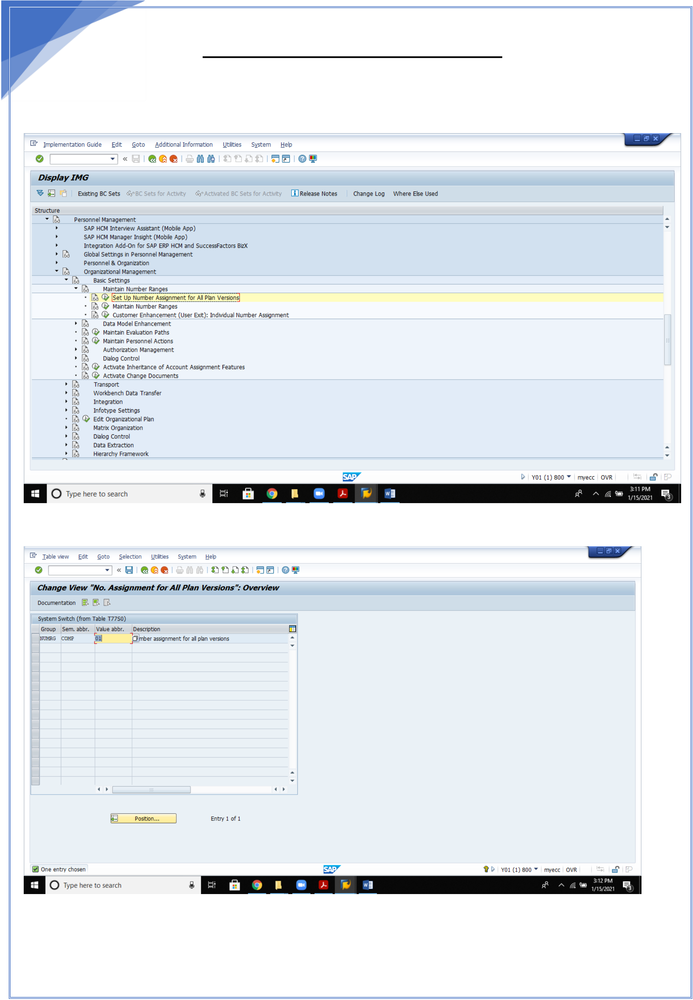 Implementation Guide Edit Goto Additional Information Utilities System Help
Display IMG
Existing BC Sets BC Sets for Activity Activated BC Sets for Activity Release Notes Change Log Where Else Used
Structure
Personnel Management
SAP HCM Interview Assistant (Mobile App)
SAP HCM Manager Insight (Mobile App)
Integration Add-On for SAP ERP HCM and SuccessFactors BizX
Global Settings in Personnel Management
Personnel & Organization
Organizational Management
Basic Settings
Maintain Number Ranges
Set Up Number Assignment for All Plan Versions
Maintain Number Ranges
Customer Enhancement (User Exit): Individual Number Assignment
Data Model Enhancement
Maintain Evaluation Paths
Maintain Personnel Actions
Authorization Management
Dialog Control
Activate Inheritance of Account Assignment Features
Activate Change Documents
Transport
Workbench Data Transfer
Integration
Infotype Settings
Edit Organizational Plan
Matrix Organization
Dialog Control
Data Extraction
Hierarchy Framework
SAP Y01 (1) 800 myecc OVR
Type here to search 3:11 PM
1/15/2021 3
Table view Edit Goto Selection Utilities System Help
Change View "No. Assignment for All Plan Versions": Overview
Documentation
System Switch (from Table T77S0)
Group Sem. abbr. Value abbr. Description
NUMRG COMP 01 mber assignment for all plan versions
Position... Entry 1 of 1
One entry chosen SAP Y01 (1) 800 myecc OVR
Type here to search 3:12 PM
1/15/2021 3